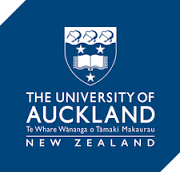 THE UNIVERSITY OF
AUCKLAND
Te Whare Wānanga o Tāmaki Makaurau
NEW ZEALAND